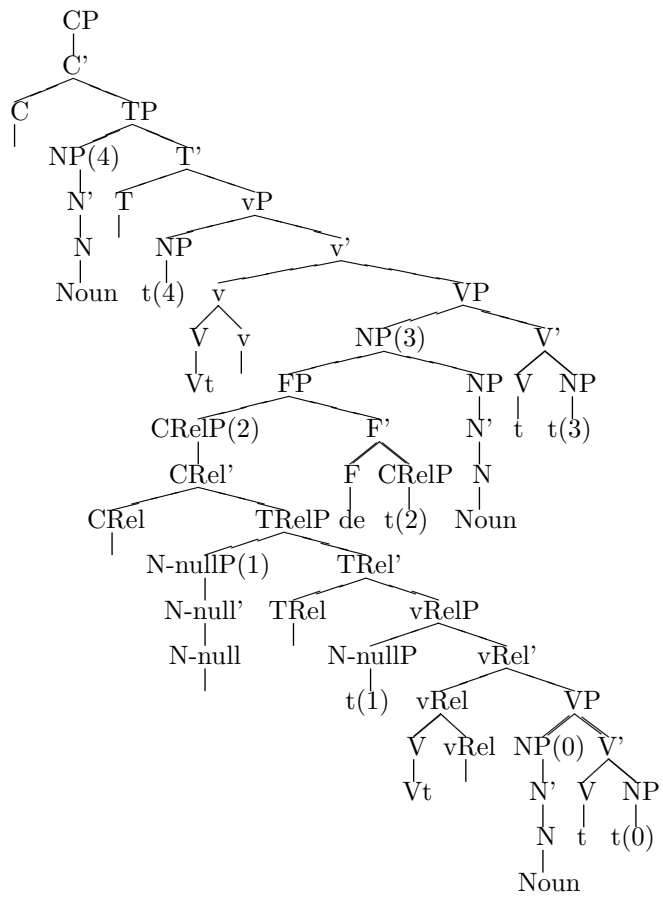 CP
C'
C TP
NP(4) T'
N' T vP
N NP v'
Noun t(4) v VP
V v NP(3) V'
Vt FP NP V NP
CRelP(2) F' N' t t(3)
CRel' F CRelP N
CRel TRelP de t(2) Noun
N-nullP(1) TRel'
N-null' TRel vRelP
N-null N-nullP vRel'
t(1) vRel VP
V vRel NP(0) V'
Vt N' V NP
N t t(0)
Noun